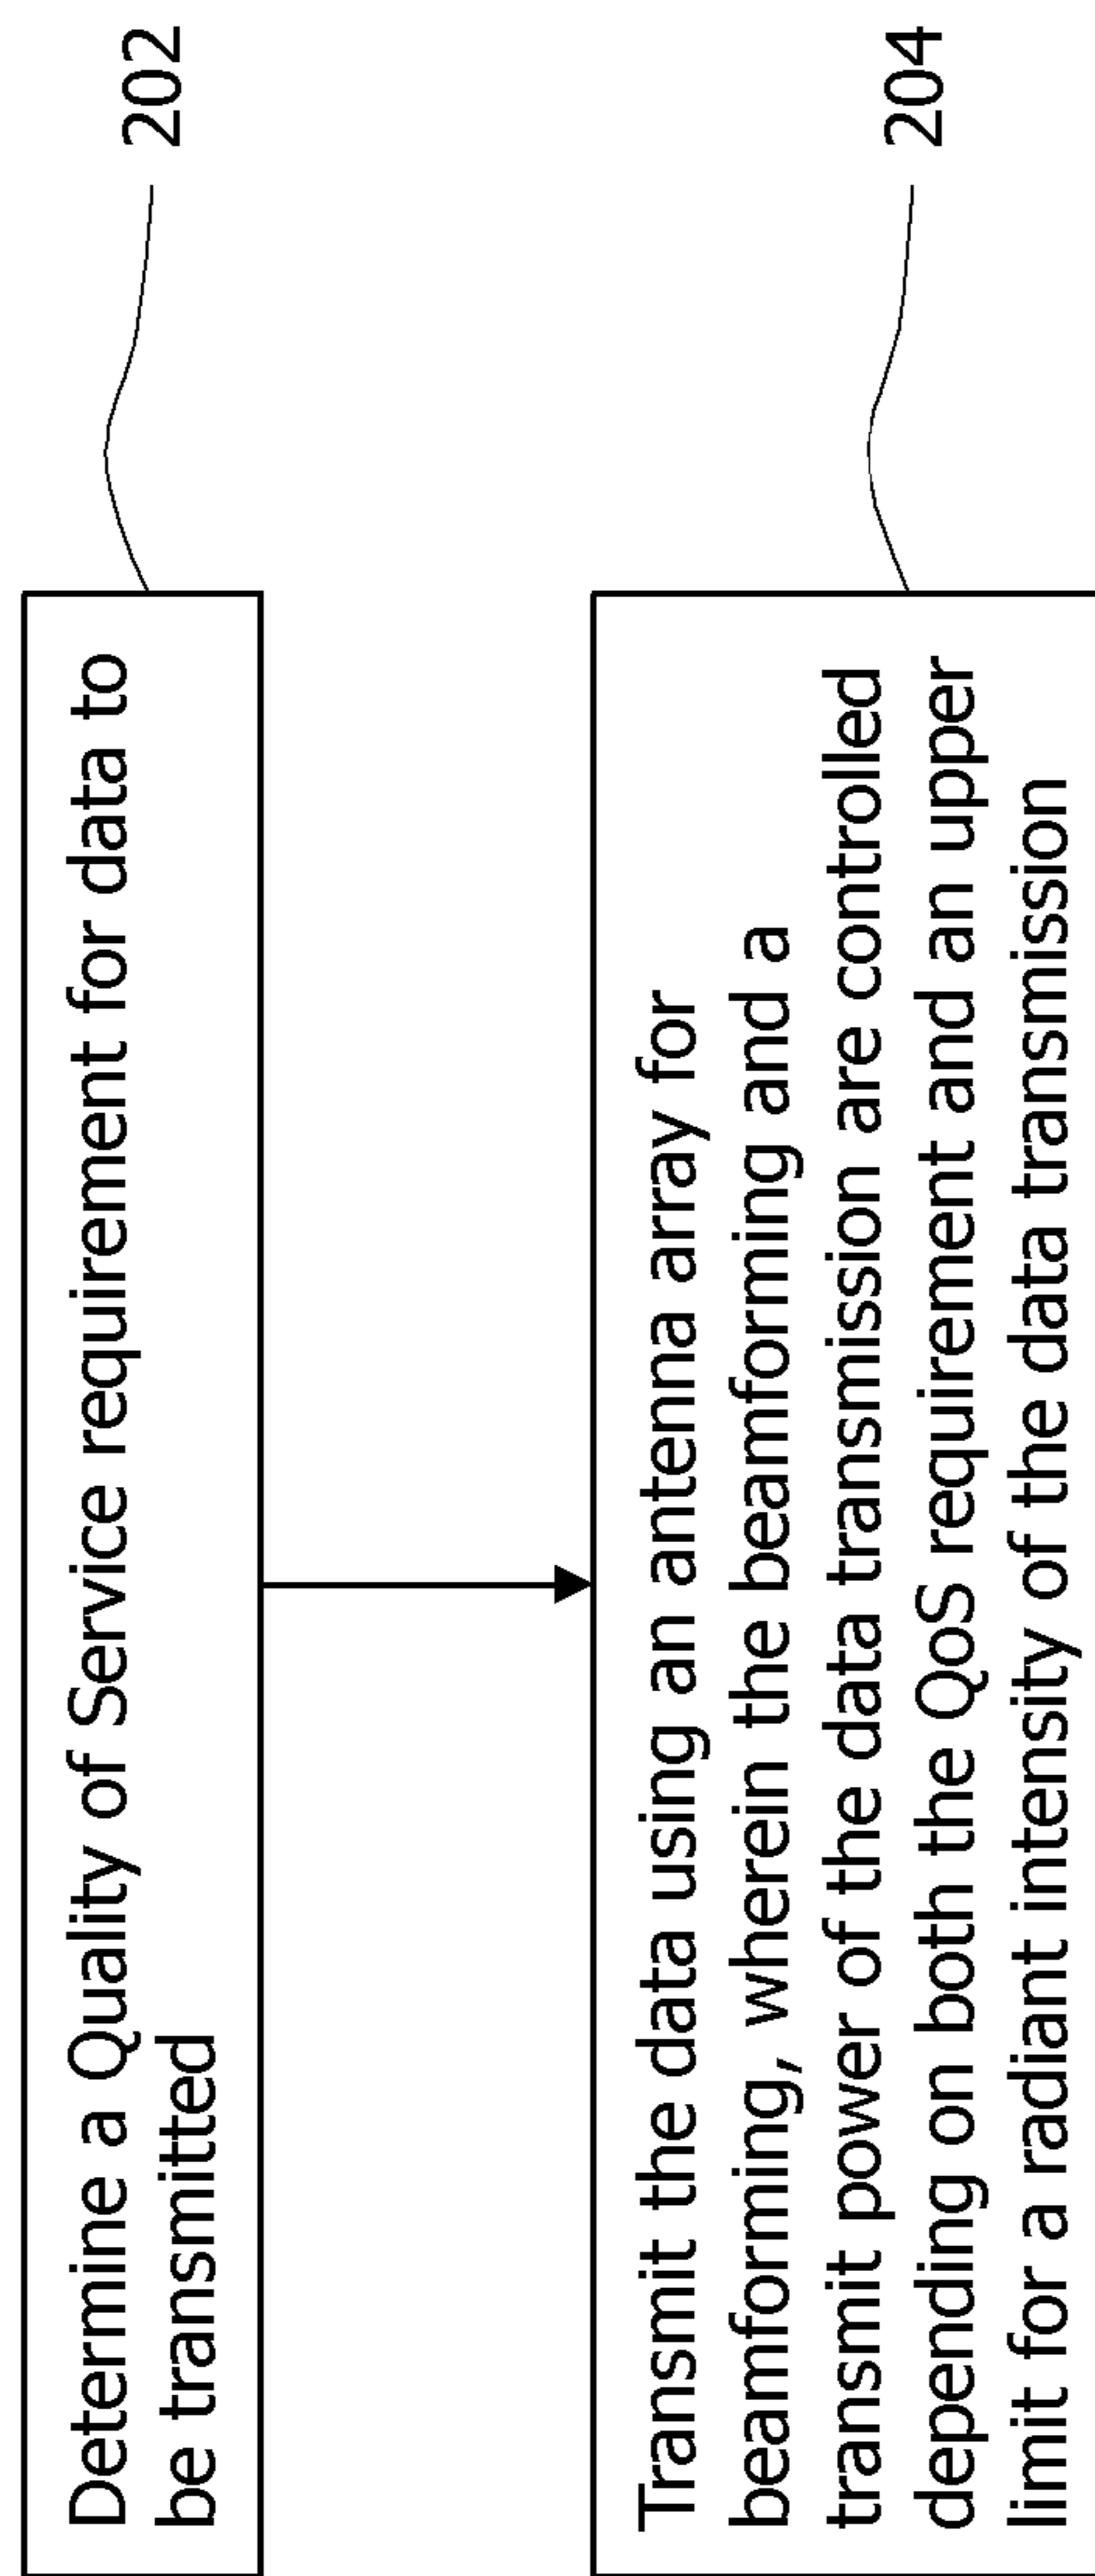 Determine a Quality of Service requirement for data to
be transmitted
202
Transmit the data using an antenna array for
beamforming, wherein the beamforming and a
transmit power of the data transmission are controlled
depending on both the QoS requirement and an upper
limit for a radiant intensity of the data transmission
204